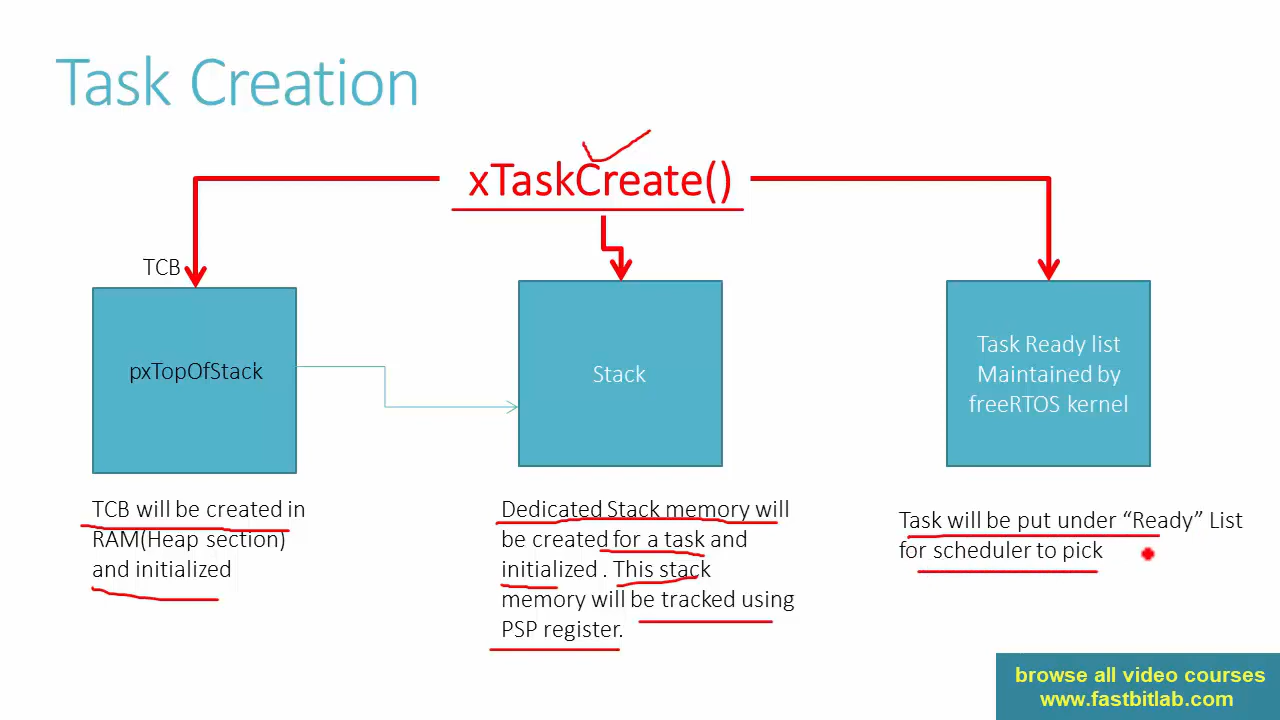 Task Creation
xTaskCreate()
TCB
pxTopOfStack
Stack
Task Ready list
Maintained by
freeRTOS kernel
TCB will be created in
RAM(Heap section)
and initialized
Dedicated Stack memory will
be created for a task and
initialized . This stack
memory will be tracked using
PSP register.
Task will be put under “Ready” List
for scheduler to pick
browse all video courses
www.fastbitlab.com